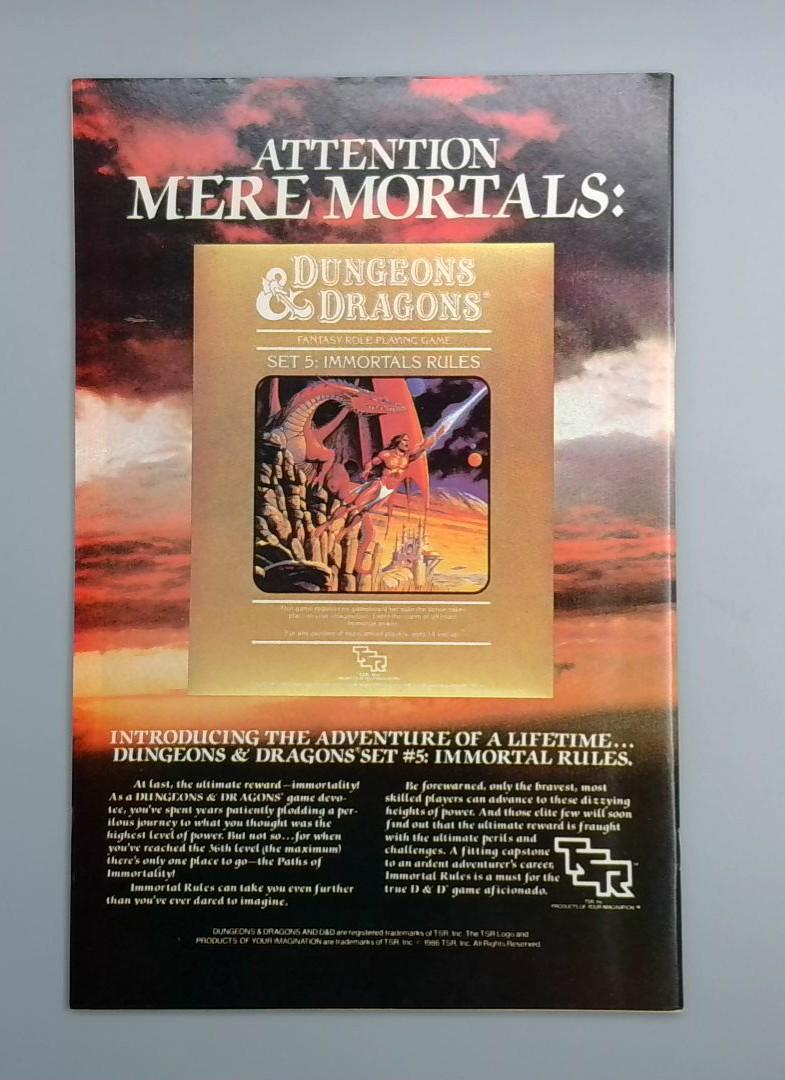 ATTENTION
MERE MORTALS:
DUNGEONS
& DRAGONS®
FANTASY ROLE PLAYING GAME
SET 5: IMMORTALS RULES
TSR
INTRODUCING THE ADVENTURE OF A LIFETIME...
DUNGEONS & DRAGONS® SET #5: IMMORTAL RULES.
At last, the ultimate reward—immortality!
As a DUNGEONS & DRAGONS® game devo-
tee, you've spent years patiently plodding a per-
ilous journey to what you thought was the
highest level of power. But not so...for when
you've reached the 36th level (the maximum)
there's only one place to go—the Paths of
Immortality!
Immortal Rules can take you even further
than you've ever dared to imagine.
Be forewarned, only the bravest, most
skilled players can advance to these dizzying
heights of power. And those elite few will soon
find out that the ultimate reward is fraught
with the ultimate perils and
challenges. A fitting capstone
to an ardent adventurer's career,
Immortal Rules is a must for the
true D & D® game aficionado.
TSR™
TSR, Inc.
PRODUCTS OF YOUR IMAGINATION™
DUNGEONS & DRAGONS AND D&D are registered trademarks of TSR, Inc. The TSR Logo and
PRODUCTS OF YOUR IMAGINATION are trademarks of TSR, Inc. © 1986 TSR, Inc. All Rights Reserved.